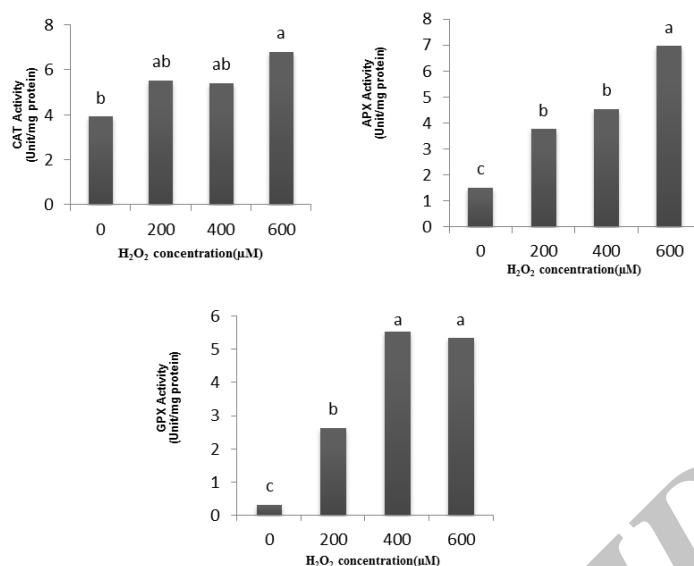 CAT Activity
(Unit/mg protein)
8
6
4
2
0
b
ab
ab
a
0 200 400 600
H₂O₂ concentration(µM)
APX Activity
(Unit/mg protein)
8
7
6
5
4
3
2
1
0
c
b
b
a
0 200 400 600
H₂O₂ concentration(µM)
GPX Activity
(Unit/mg protein)
6
5
4
3
2
1
0
c
b
a
a
0 200 400 600
H₂O₂ concentration(µM)